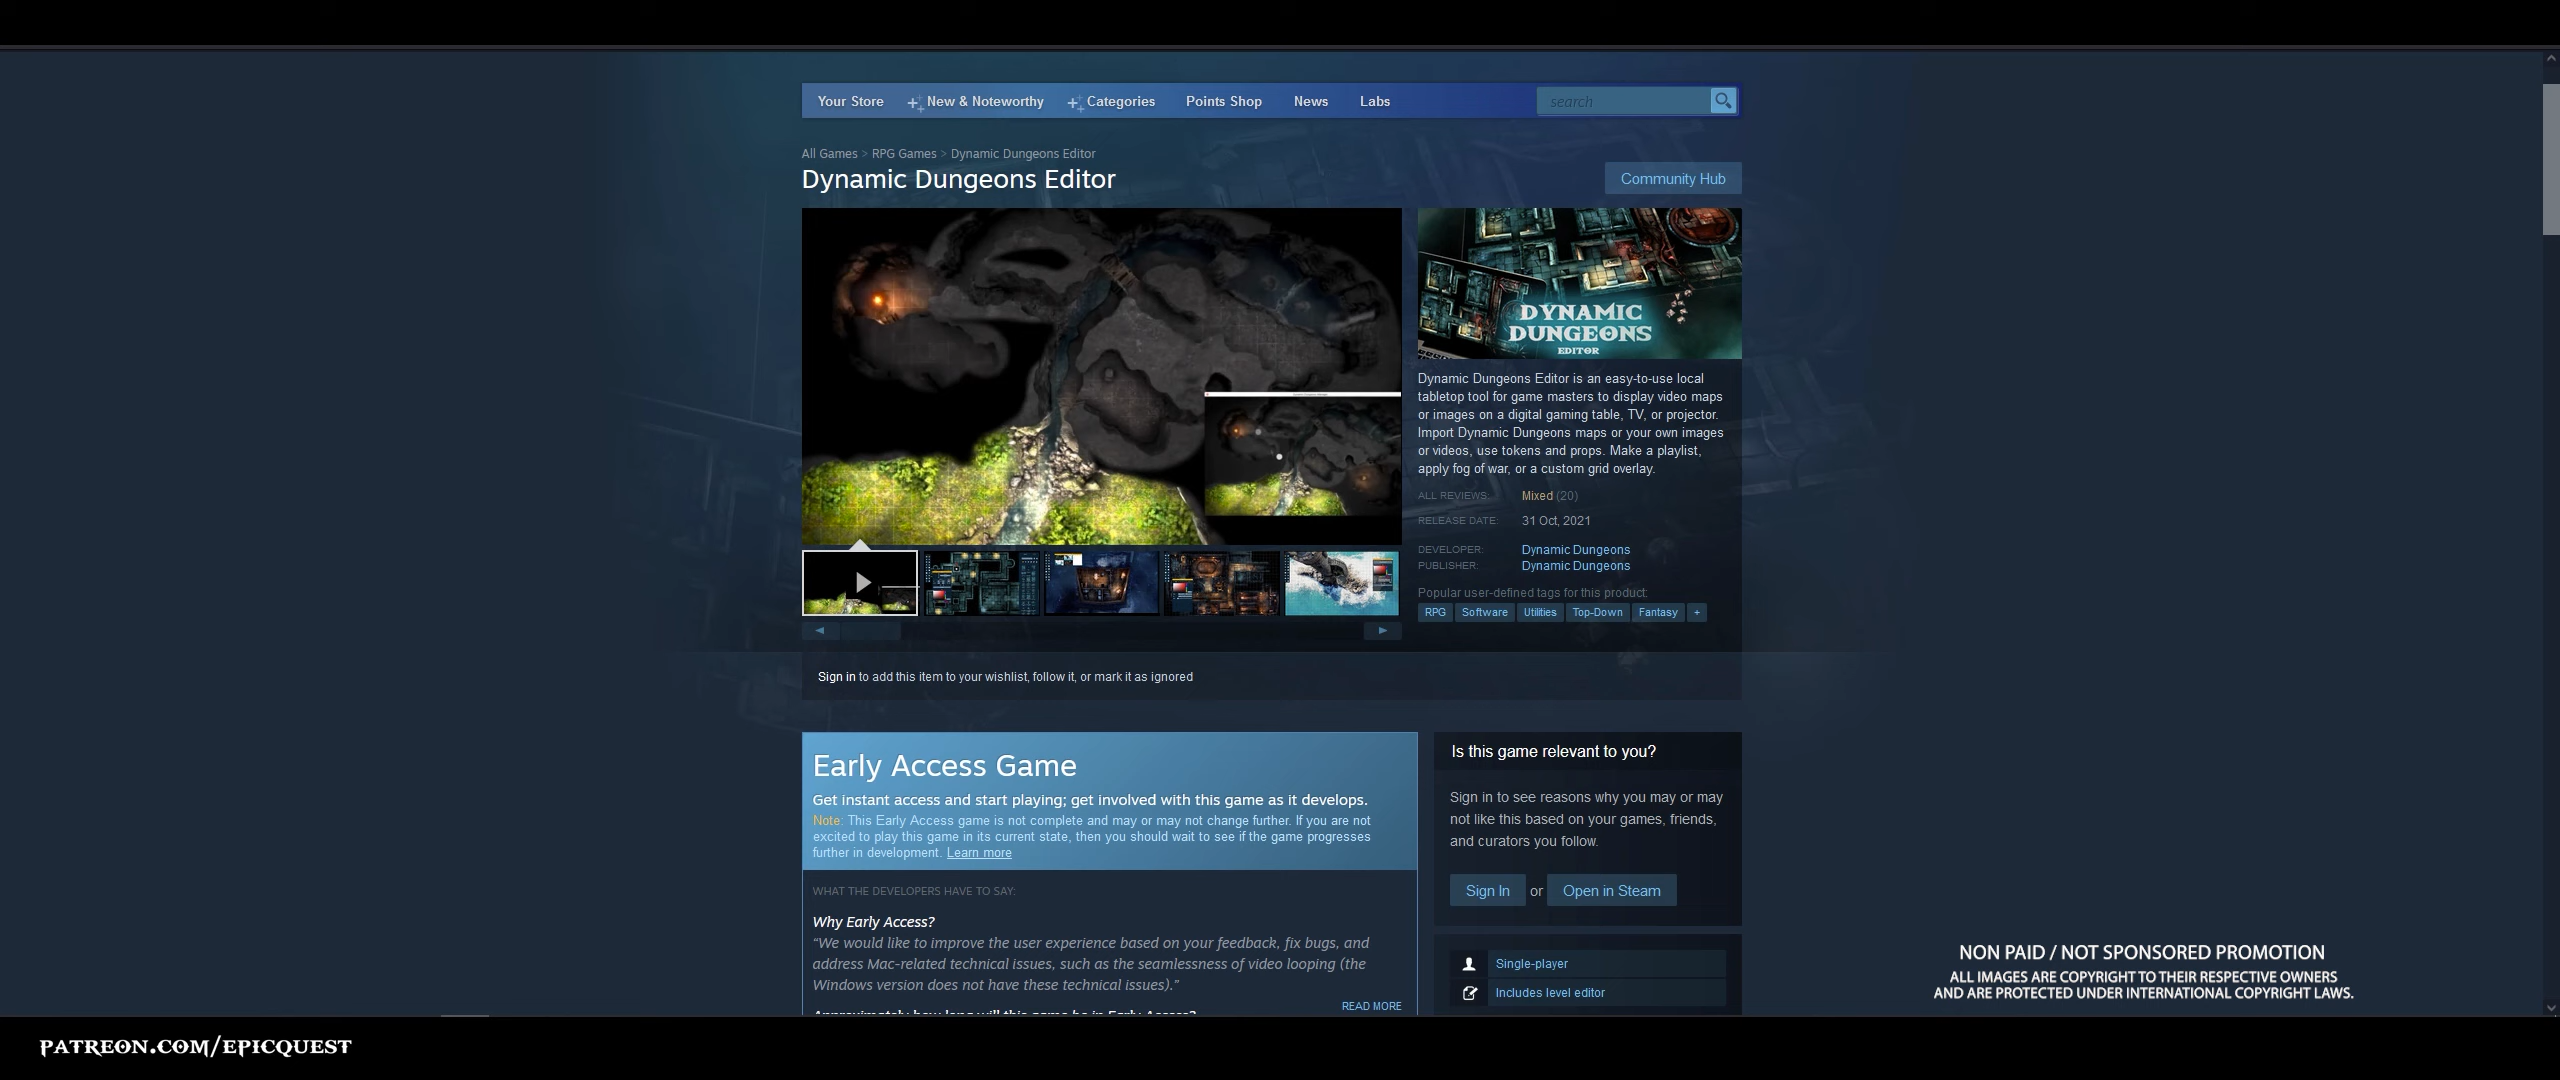 Your Store
New & Noteworthy
Categories
Points Shop
News
Labs
search
All Games > RPG Games > Dynamic Dungeons Editor
Dynamic Dungeons Editor
Community Hub
DYNAMIC
DUNGEONS
EDITOR
Dynamic Dungeons Editor is an easy-to-use local
tabletop tool for game masters to display video maps
or images on a digital gaming table, TV, or projector.
Import Dynamic Dungeons maps or your own images
or videos, use tokens and props. Make a playlist,
apply fog of war, or a custom grid overlay.
ALL REVIEWS: Mixed (20)
RELEASE DATE: 31 Oct, 2021
DEVELOPER: Dynamic Dungeons
PUBLISHER: Dynamic Dungeons
Popular user-defined tags for this product:
RPG Software Utilities Top-Down Fantasy +
Sign in to add this item to your wishlist, follow it, or mark it as ignored
Early Access Game
Get instant access and start playing; get involved with this game as it develops.
Note: This Early Access game is not complete and may or may not change further. If you are not
excited to play this game in its current state, then you should wait to see if the game progresses
further in development. Learn more
WHAT THE DEVELOPERS HAVE TO SAY:
Why Early Access?
“We would like to improve the user experience based on your feedback, fix bugs, and
address Mac-related technical issues, such as the seamlessness of video looping (the
Windows version does not have these technical issues).”
READ MORE
Approximately how long will this game be in Early Access?
Is this game relevant to you?
Sign in to see reasons why you may or may
not like this based on your games, friends,
and curators you follow.
Sign In or Open in Steam
Single-player
Includes level editor
NON PAID / NOT SPONSORED PROMOTION
ALL IMAGES ARE COPYRIGHT TO THEIR RESPECTIVE OWNERS
AND ARE PROTECTED UNDER INTERNATIONAL COPYRIGHT LAWS.
PATREON.COM/EPICQUEST